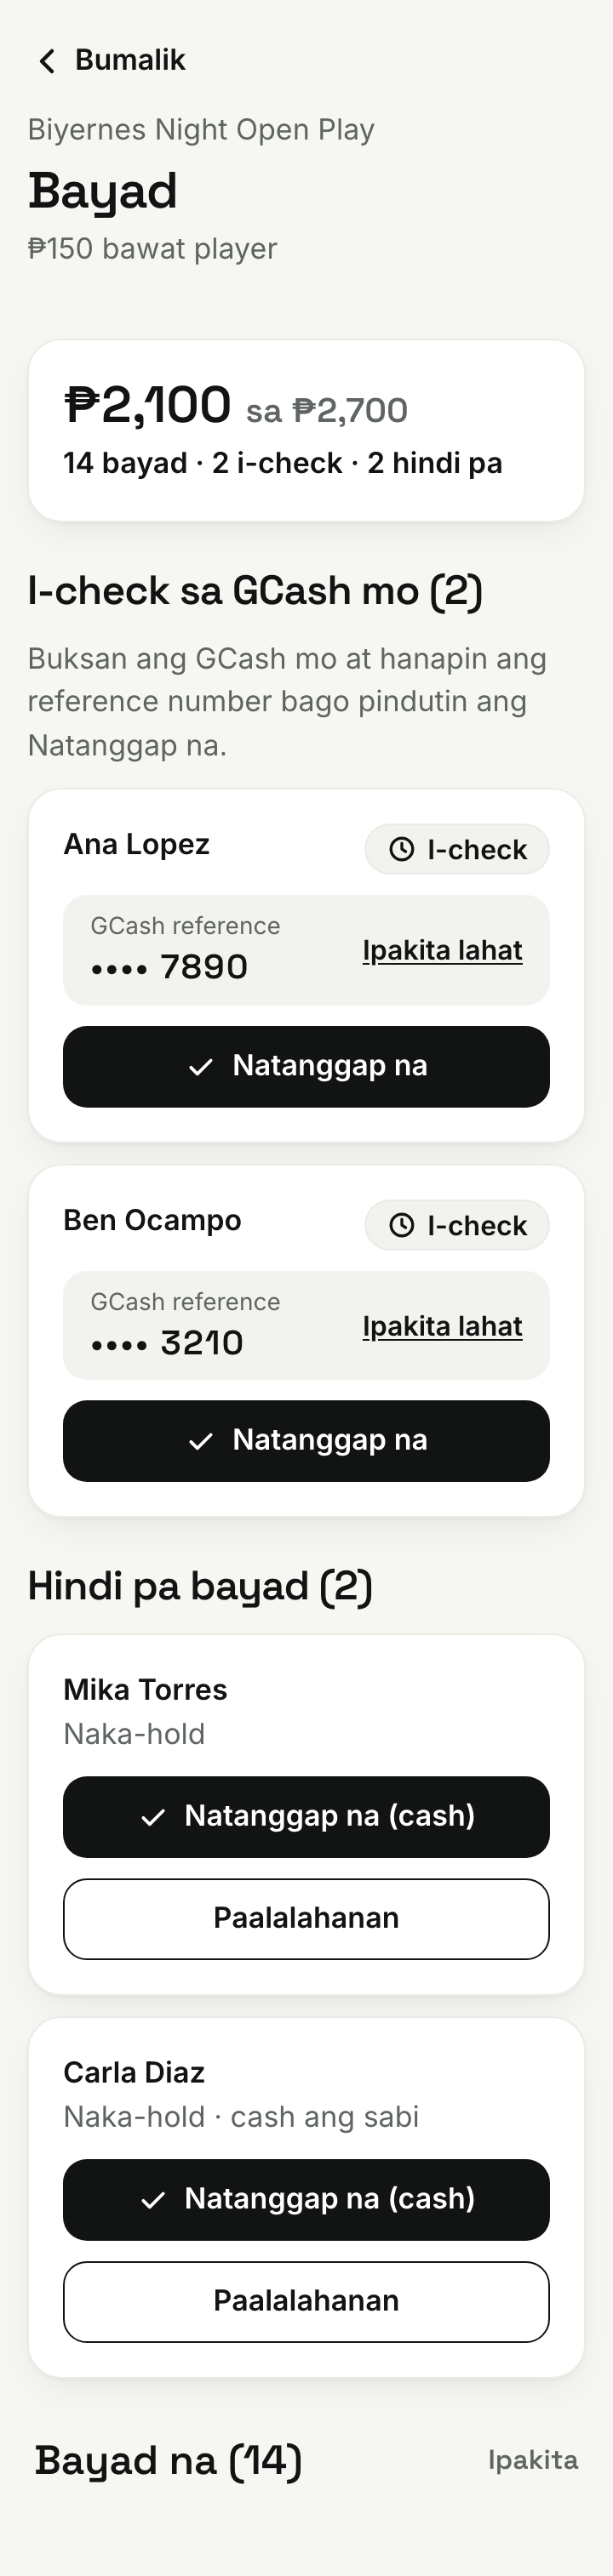 Bumalik
Biyernes Night Open Play
Bayad
₱150 bawat player
₱2,100 sa ₱2,700
14 bayad · 2 i-check · 2 hindi pa
I-check sa GCash mo (2)
Buksan ang GCash mo at hanapin ang
reference number bago pindutin ang
Natanggap na.
Ana Lopez
I-check
GCash reference
•••• 7890
Ipakita lahat
Natanggap na
Ben Ocampo
I-check
GCash reference
•••• 3210
Ipakita lahat
Natanggap na
Hindi pa bayad (2)
Mika Torres
Naka-hold
Natanggap na (cash)
Paalalahanan
Carla Diaz
Naka-hold · cash ang sabi
Natanggap na (cash)
Paalalahanan
Bayad na (14)
Ipakita